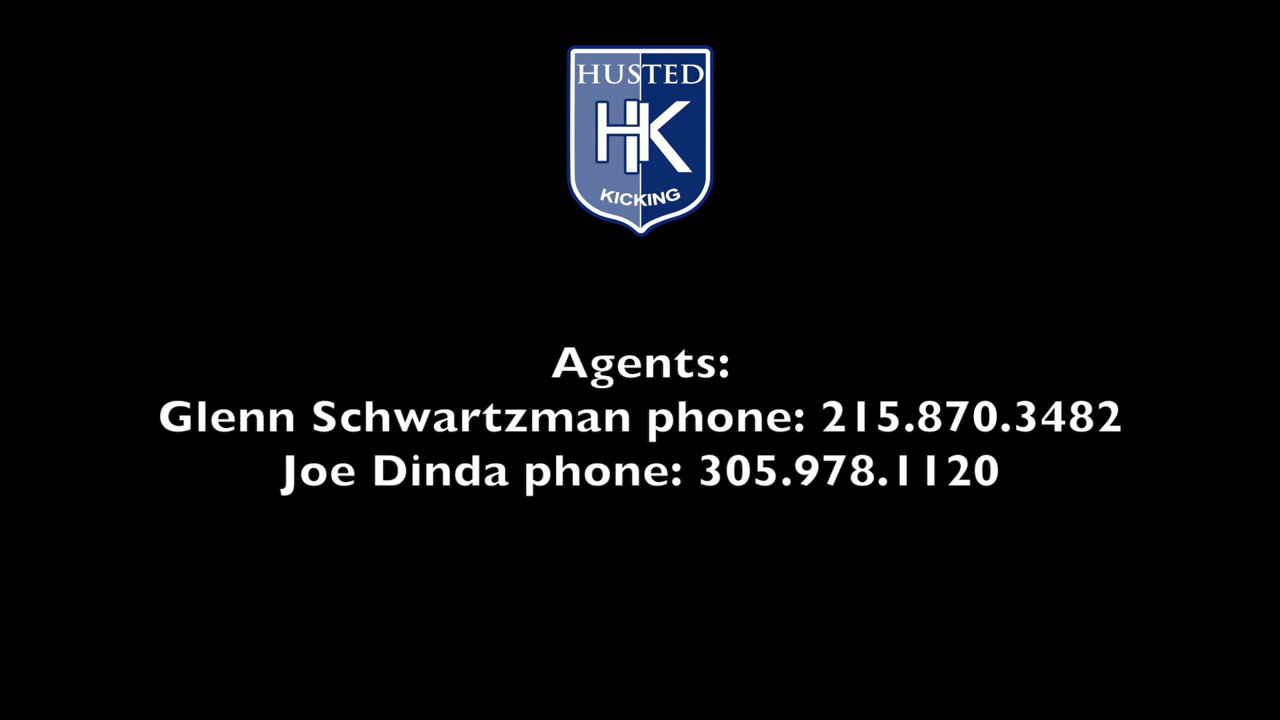 HUSTED
HK
KICKING
Agents:
Glenn Schwartzman phone: 215.870.3482
Joe Dinda phone: 305.978.1120